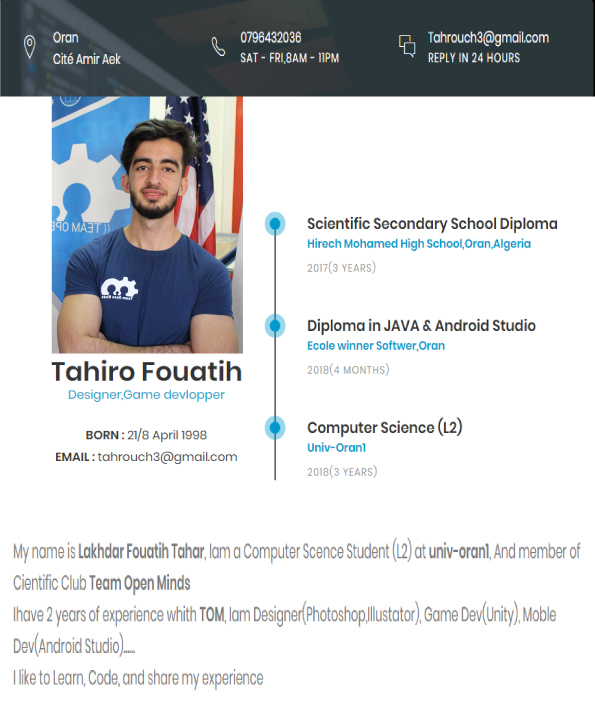 Oran
Cité Amir Aek
0796432036
SAT - FRI,8AM - 11PM
Tahrouch3@gmail.com
REPLY IN 24 HOURS
Tahiro Fouatih
Designer,Game devlopper
BORN : 21/8 April 1998
EMAIL : tahrouch3@gmail.com
Scientific Secondary School Diploma
Hirech Mohamed High School,Oran,Algeria
2017(3 YEARS)
Diploma in JAVA & Android Studio
Ecole winner Softwer,Oran
2018(4 MONTHS)
Computer Science (L2)
Univ-Oran1
2018(3 YEARS)
My name is Lakhdar Fouatih Tahar, Iam a Computer Scence Student (L2) at univ-oran1, And member of
Cientific Club Team Open Minds
Ihave 2 years of experience whith TOM, Iam Designer(Photoshop,Illustator), Game Dev(Unity), Moble
Dev(Android Studio)......
I like to Learn, Code, and share my experience